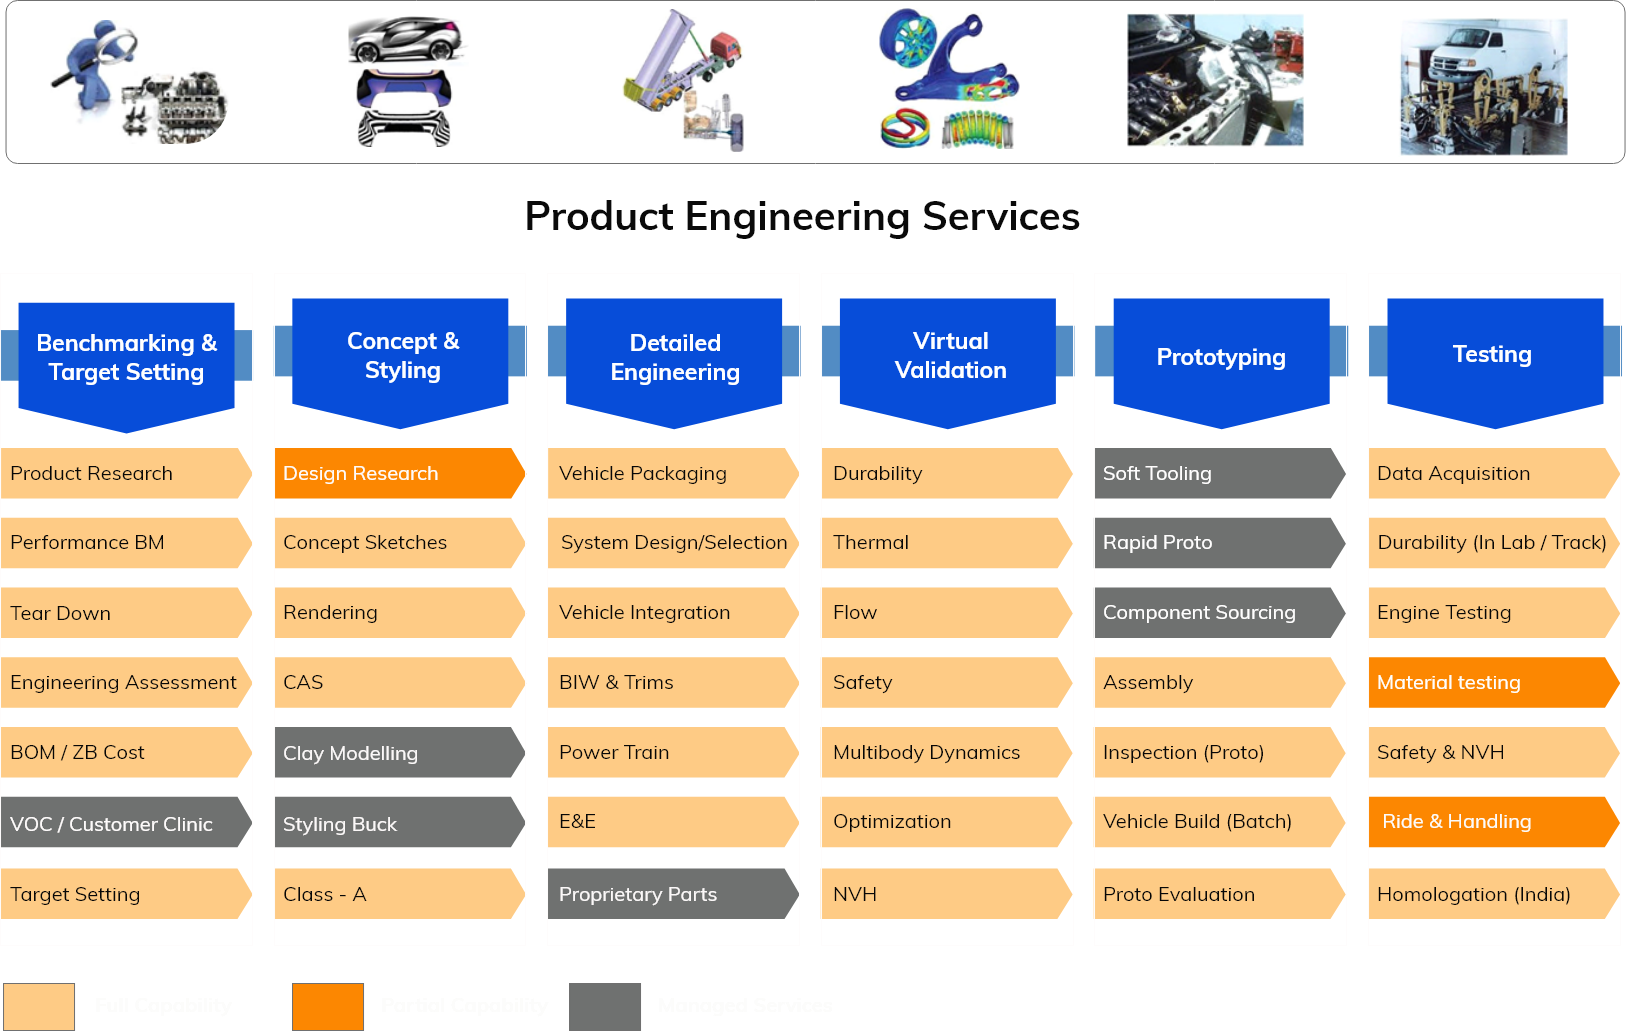 Product Engineering Services
Benchmarking &
Target Setting
Concept &
Styling
Detailed
Engineering
Virtual
Validation
Prototyping
Testing
Product Research
Design Research
Vehicle Packaging
Durability
Soft Tooling
Data Acquisition
Performance BM
Concept Sketches
System Design/Selection
Thermal
Rapid Proto
Durability (In Lab / Track)
Tear Down
Rendering
Vehicle Integration
Flow
Component Sourcing
Engine Testing
Engineering Assessment
CAS
BIW & Trims
Safety
Assembly
Material testing
BOM / ZB Cost
Clay Modelling
Power Train
Multibody Dynamics
Inspection (Proto)
Safety & NVH
VOC / Customer Clinic
Styling Buck
E&E
Optimization
Vehicle Build (Batch)
Ride & Handling
Target Setting
Class - A
Proprietary Parts
NVH
Proto Evaluation
Homologation (India)
Full Capability
Partial Capability
Managed Services